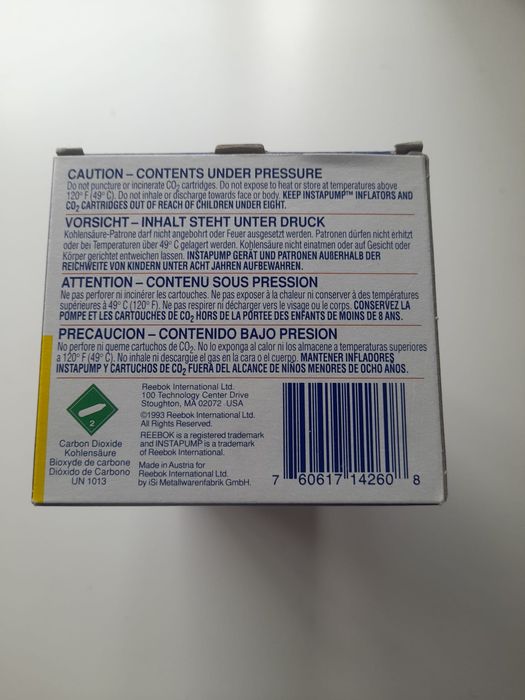 CAUTION – CONTENTS UNDER PRESSURE
Do not puncture or incinerate CO2 cartridges. Do not expose to heat or store at temperatures above
120° F (49° C). Do not inhale or discharge towards face or body. KEEP INSTAPUMP™ INFLATORS AND
CO2 CARTRIDGES OUT OF REACH OF CHILDREN UNDER EIGHT.
VORSICHT – INHALT STEHT UNTER DRUCK
Kohlensäure-Patrone darf nicht angebohrt oder Feuer ausgesetzt werden. Patronen dürfen nicht erhitzt
oder bei Temperaturen über 49° C gelagert werden. Kohlensäure nicht einatmen oder auf Gesicht oder
Körper gerichtet entweichen lassen. INSTAPUMP GERÄT UND PATRONEN AUßERHALB DER
REICHWEITE VON KINDERN UNTER ACHT JAHREN AUFBEWAHREN.
ATTENTION – CONTENU SOUS PRESSION
Ne pas perforer ni incinérer les cartouches. Ne pas exposer à la chaleur ni conserver à des températures
supérieures à 49° C (120° F). Ne pas respirer ni décharger vers le visage ou le corps. CONSERVEZ LA
POMPE ET LES CARTOUCHES DE CO2 HORS DE LA PORTÉE DES ENFANTS DE MOINS DE 8 ANS.
PRECAUCION – CONTENIDO BAJO PRESION
No perfore ni queme cartuchos de CO2. No lo exponga al calor ni los almacene a temperaturas superiores
a 120° F (49° C). No inhale ni descargue el gas en la cara o el cuerpo. MANTENER INFLADORES
INSTAPUMP Y CARTUCHOS DE CO2 FUERA DEL ALCANCE DE NIÑOS MENORES DE OCHO AÑOS.
2
Carbon Dioxide
Kohlensäure
Bioxyde de carbone
Dióxido de Carbono
UN 1013
Reebok International Ltd.
100 Technology Center Drive
Stoughton, MA 02072 USA
©1993 Reebok International Ltd.
All Rights Reserved.
REEBOK is a registered trademark
and INSTAPUMP is a trademark
of Reebok International.
Made in Austria for
Reebok International Ltd.
by iSi Metallwarenfabrik GmbH.
7 60617 14260 8